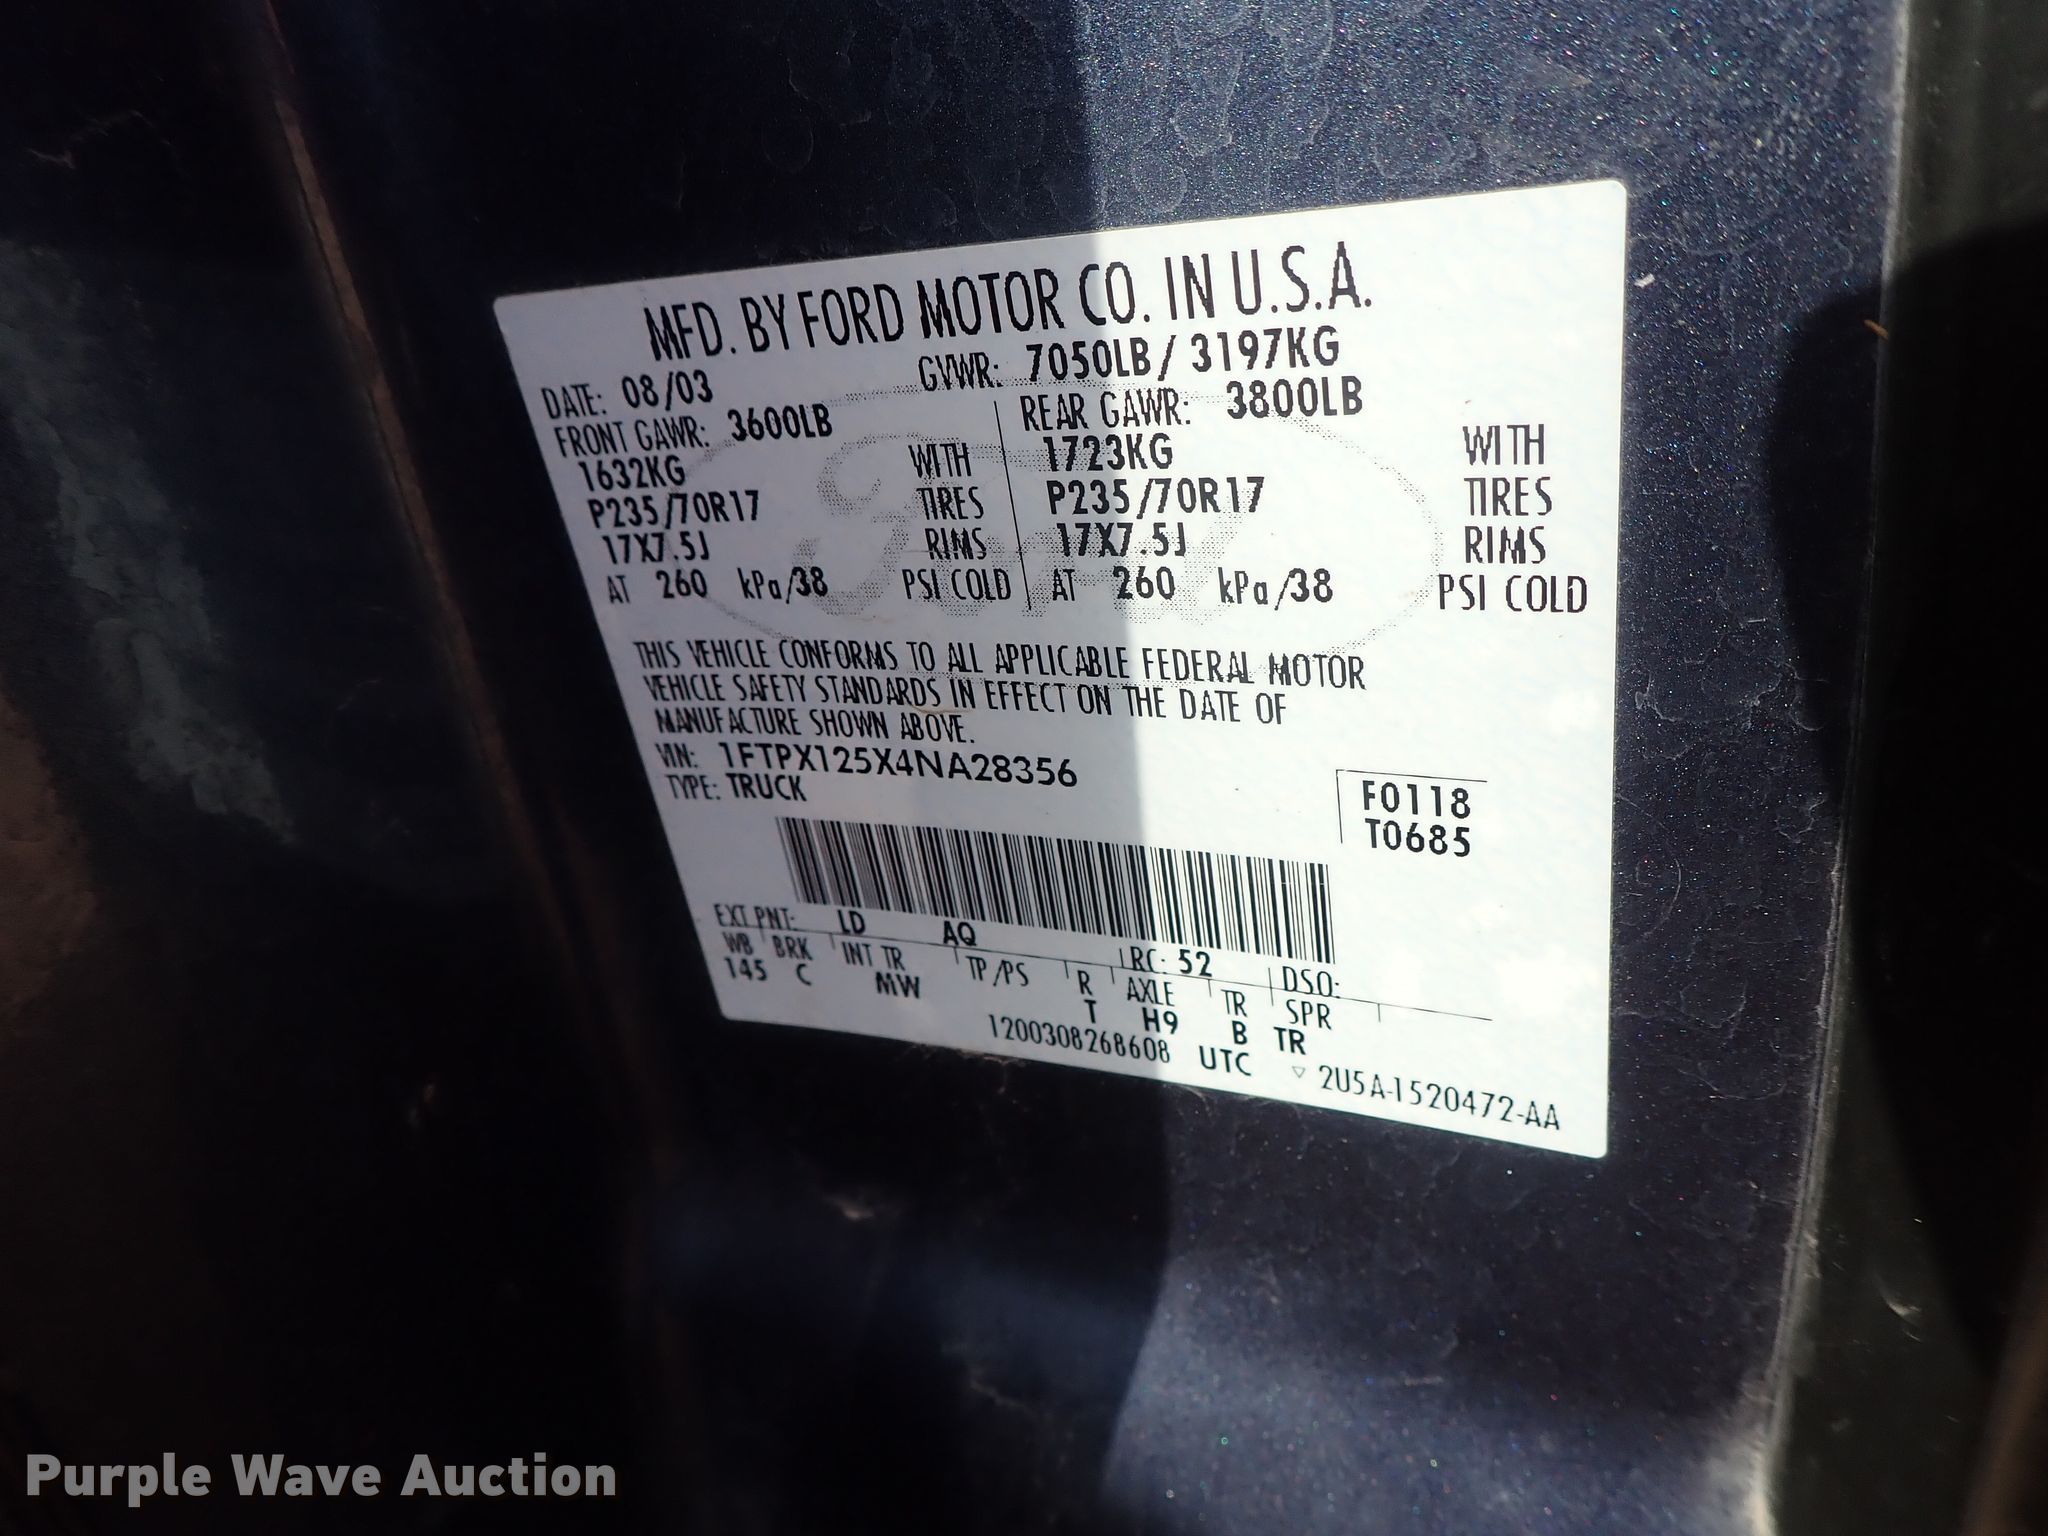 MFD. BY FORD MOTOR CO. IN U.S.A.
DATE: 08/03 GVWR: 7050LB / 3197KG
FRONT GAWR: 3600LB REAR GAWR: 3800LB
1632KG WITH 1723KG WITH
P235/70R17 TIRES P235/70R17 TIRES
17X7.5J RIMS 17X7.5J RIMS
AT 260 kPa/38 PSI COLD AT 260 kPa/38 PSI COLD
THIS VEHICLE CONFORMS TO ALL APPLICABLE FEDERAL MOTOR
VEHICLE SAFETY STANDARDS IN EFFECT ON THE DATE OF
MANUFACTURE SHOWN ABOVE.
VIN: 1FTPX125X4NA28356
TYPE: TRUCK
F0118
T0685
EXT PNT: LD AQ RC: 52 DSO:
WB BRK INT TR TP/PS R AXLE TR SPR
145 C MW T H9 B TR
1200308268608 UTC ▽ 2U5A-1520472-AA
Ford
Purple Wave Auction